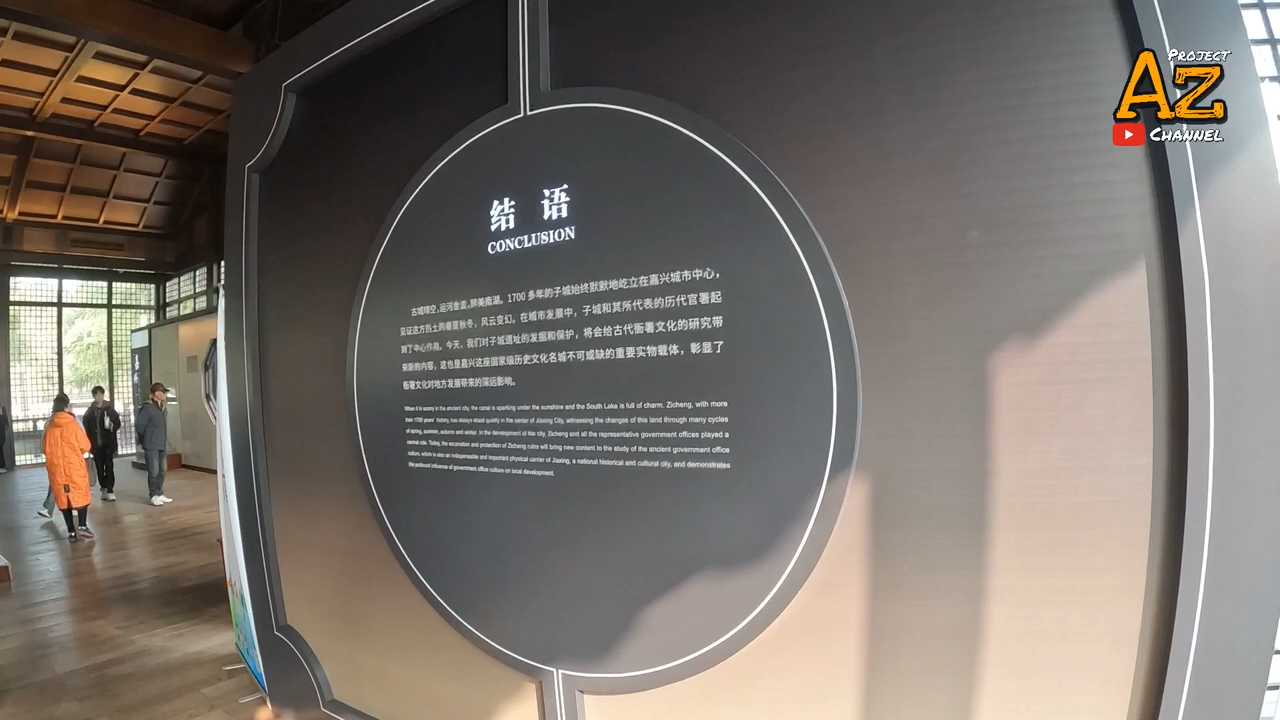 结 语
CONCLUSION
古城晴空，运河金波，醉美南湖。1700 多年的子城始终默默地屹立在嘉兴城市中心，
见证这方热土的春夏秋冬，风云变幻。在城市发展中，子城和其所代表的历代官署起
到了中心作用。今天，我们对子城遗址的发掘和保护，将会给古代衙署文化的研究带
来新的内容，这也是嘉兴这座国家级历史文化名城不可或缺的重要实物载体，彰显了
衙署文化对地方发展带来的深远影响。
When it is sunny in the ancient city, the canal is sparking under the sunshine and the South Lake is full of charm. Zicheng, with more
than 1700 years' history, has always stood quietly in the center of Jiaxing City, witnessing the changes of this land through many cycles
of spring, summer, autumn and winter. In the development of the city, Zicheng and all the representative government offices played a
central role. Today, the excavation and protection of Zicheng ruins will bring new content to the study of the ancient government office
culture, which is also an indispensable and important physical carrier of Jiaxing, a national historical and cultural city, and demonstrates
the profound influence of government office culture on local development.
PROJECT
AZ
CHANNEL